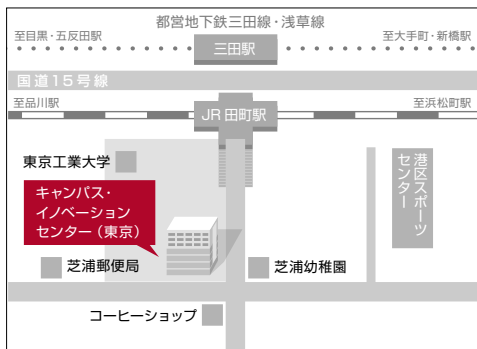 都営地下鉄三田線・浅草線
至目黒・五反田駅
三田駅
至大手町・新橋駅
国道15号線
至品川駅
JR 田町駅
至浜松町駅
東京工業大学
キャンパス・
イノベーション
センター（東京）
港区スポーツ
センター
芝浦郵便局
芝浦幼稚園
コーヒーショップ